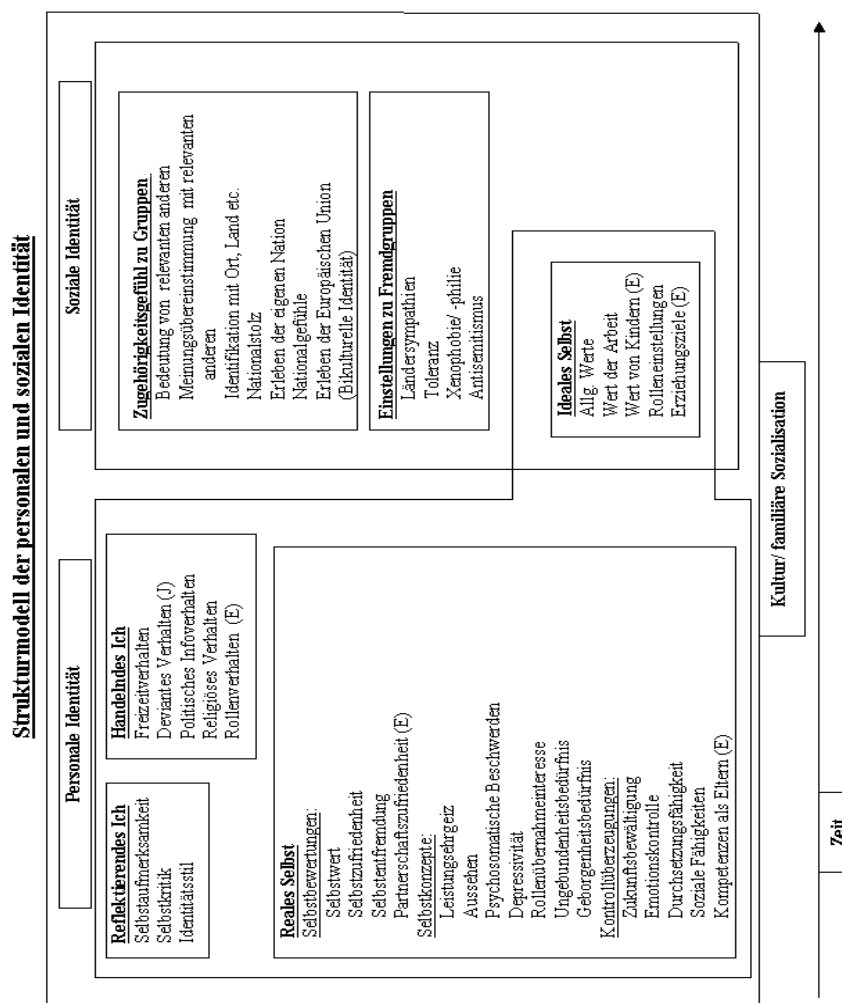 Strukturmodell der personalen und sozialen Identität
Personale Identität
Reflektierendes Ich
Selbstaufmerksamkeit
Selbstkritik
Identitätsstil
Handelndes Ich
Freizeitverhalten
Deviantes Verhalten (J)
Politisches Infoverhalten
Religiöses Verhalten
Rollenverhalten (E)
Reales Selbst
Selbstbewertungen:
Selbstwert
Selbstzufriedenheit
Selbstentfremdung
Partnerschaftszufriedenheit (E)
Selbstkonzepte:
Leistungsehrgeiz
Aussehen
Psychosomatische Beschwerden
Depressivität
Rollenübernahmeinteresse
Ungebundenheitsbedürfnis
Geborgenheitsbedürfnis
Kontrollüberzeugungen:
Zukunftsbewältigung
Emotionskontrolle
Durchsetzungsfähigkeit
Soziale Fähigkeiten
Kompetenzen als Eltern (E)
Soziale Identität
Zugehörigkeitsgefühl zu Gruppen
Bedeutung von relevanten anderen
Meinungsübereinstimmung mit relevanten
anderen
Identifikation mit Ort, Land etc.
Nationalstolz
Erleben der eigenen Nation
Nationalgefühle
Erleben der Europäischen Union
(Bikulturelle Identität)
Einstellungen zu Fremdgruppen
Ländersympathien
Toleranz
Xenophobie/ -philie
Antisemitismus
Ideales Selbst
Allg. Werte
Wert der Arbeit
Wert von Kindern (E)
Rolleneinstellungen
Erziehungsziele (E)
Kultur/ familiäre Sozialisation
Zeit